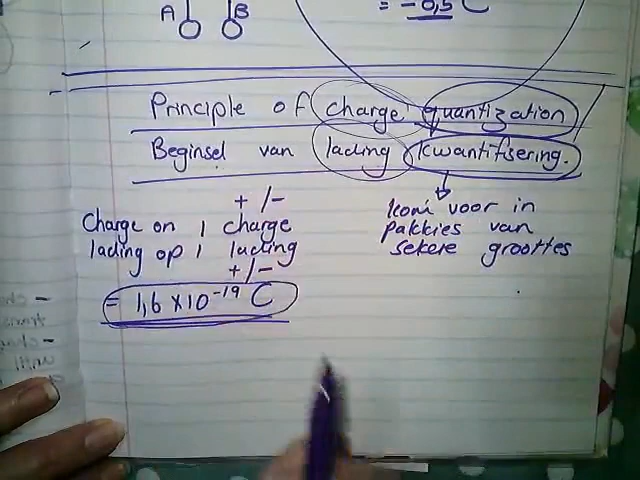 A B
= -0,5 C
Principle of charge quantization
Beginsel van lading kwantifisering.
+/-
Charge on 1 charge
lading op 1 lading
+/-
= 1,6 x 10⁻¹⁹ C
kom voor in
pakkies van
sekere groottes